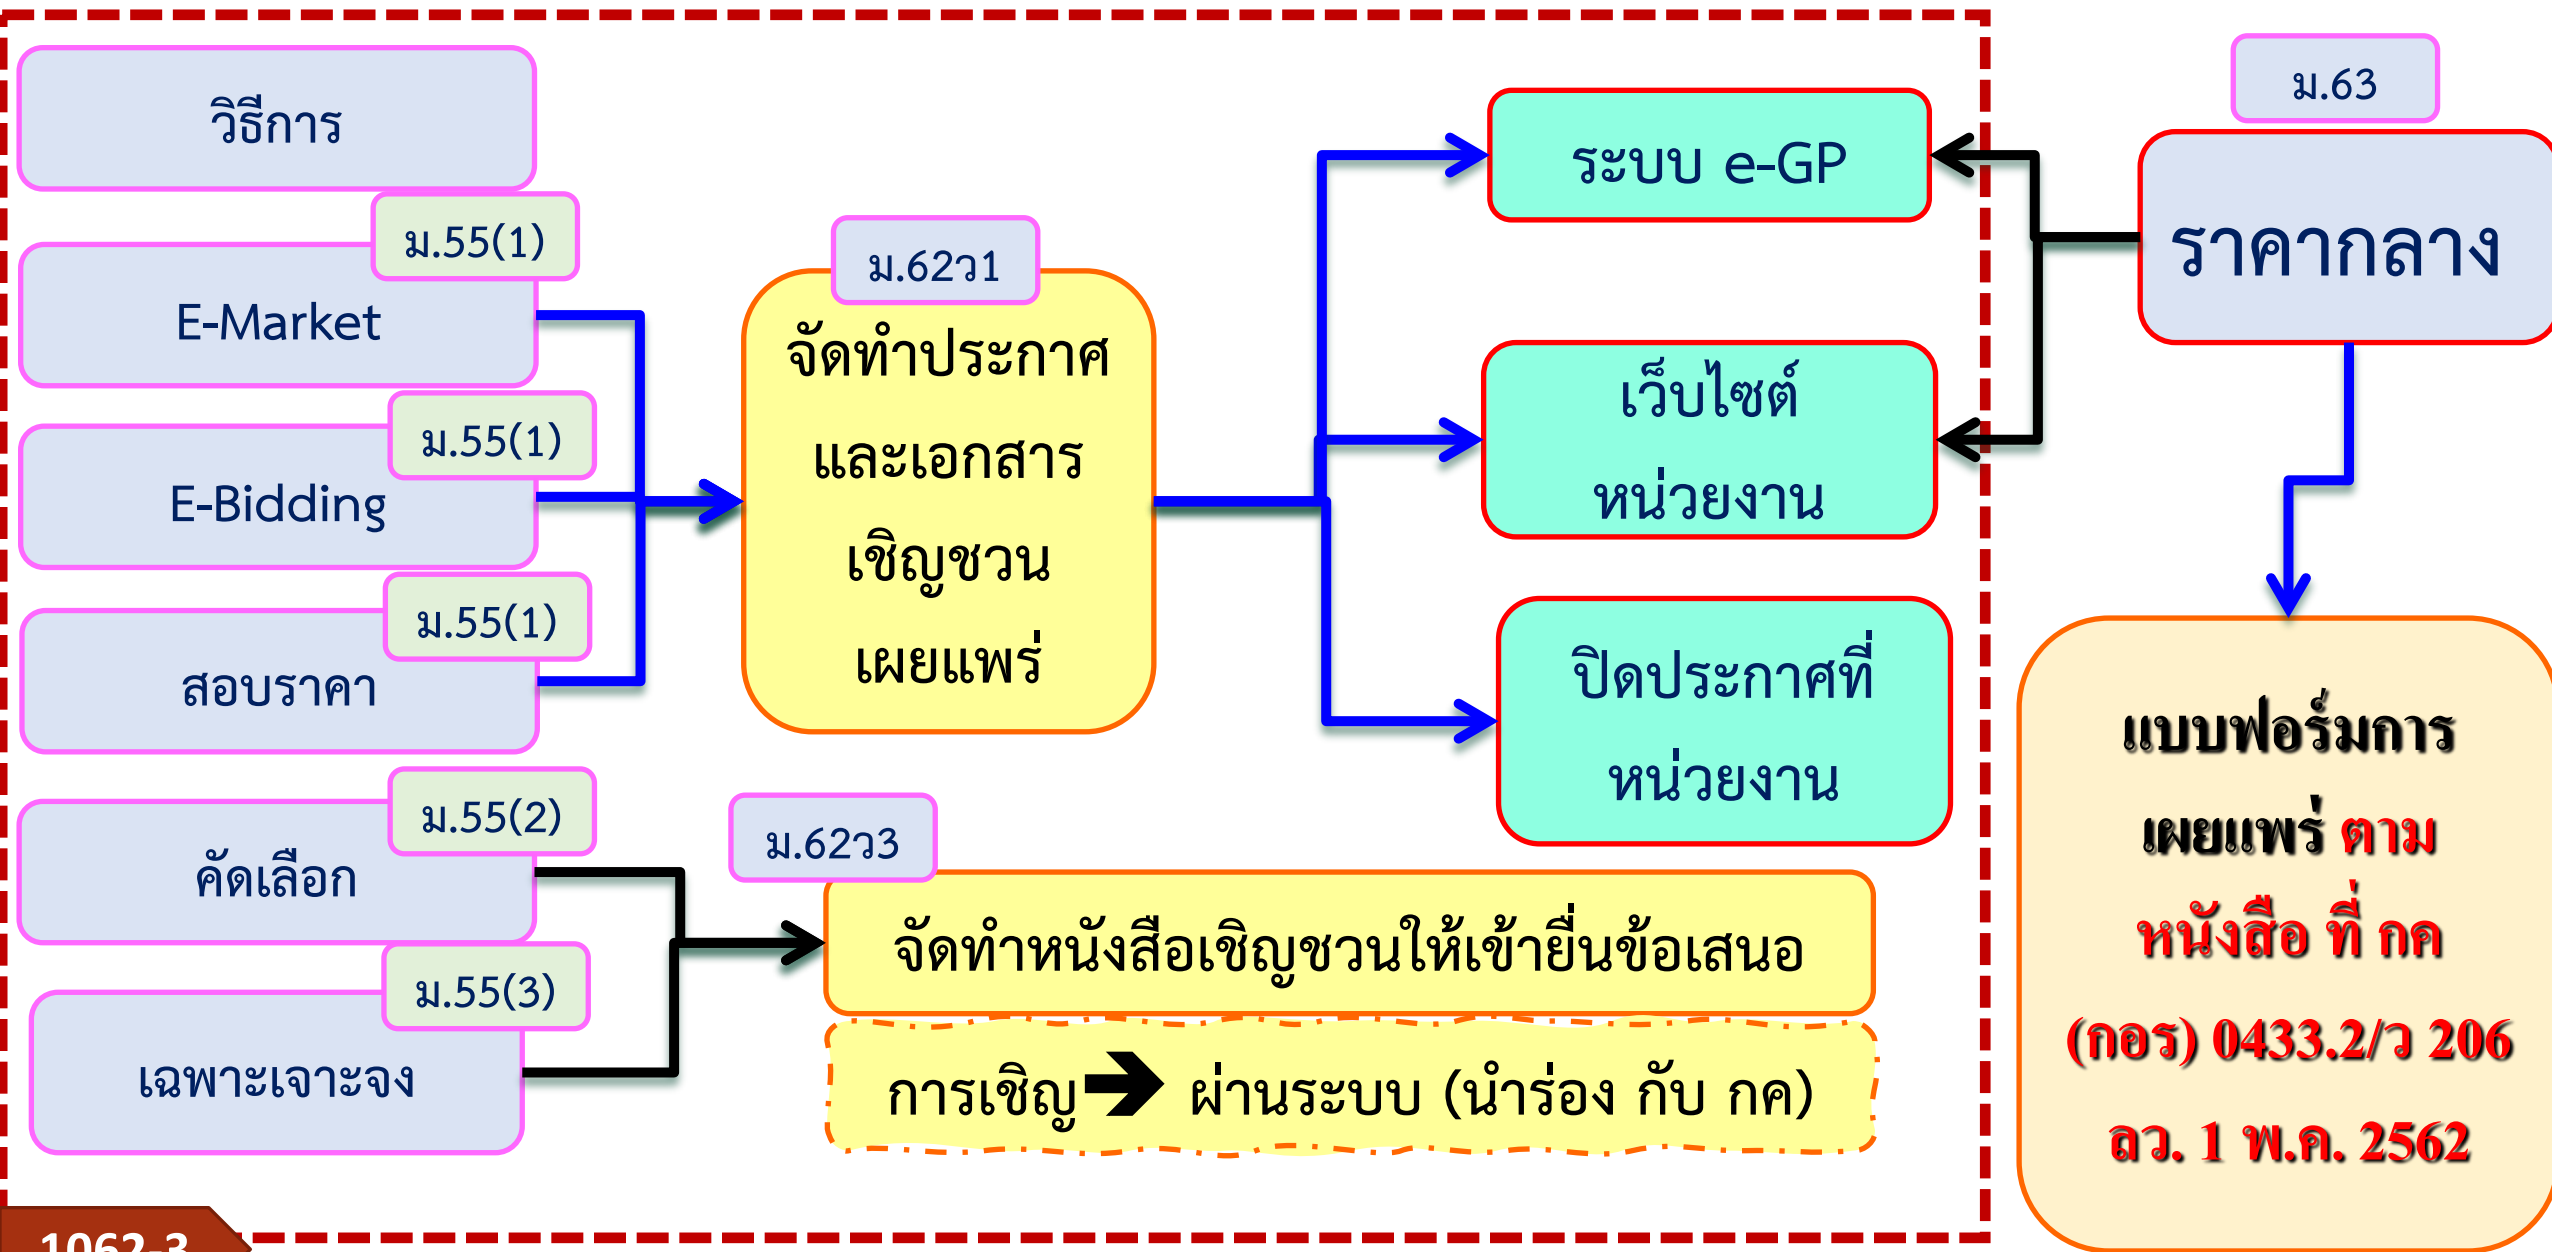 วิธีการ
ม.55(1)
E-Market
ม.55(1)
E-Bidding
ม.55(1)
สอบราคา
ม.55(2)
คัดเลือก
ม.55(3)
เฉพาะเจาะจง
ม.62ว1
จัดทำประกาศ
และเอกสาร
เชิญชวน
เผยแพร่
ระบบ e-GP
เว็บไซต์
หน่วยงาน
ปิดประกาศที่
หน่วยงาน
ม.62ว3
จัดทำหนังสือเชิญชวนให้เข้ายื่นข้อเสนอ
การเชิญ➔ ผ่านระบบ (นำร่อง กับ กค)
ม.63
ราคากลาง
แบบฟอร์มการ
เผยแพร่ ตาม
หนังสือ ที่ กค
(กอร) 0433.2/ว 206
ลว. 1 พ.ค. 2562
1062-3